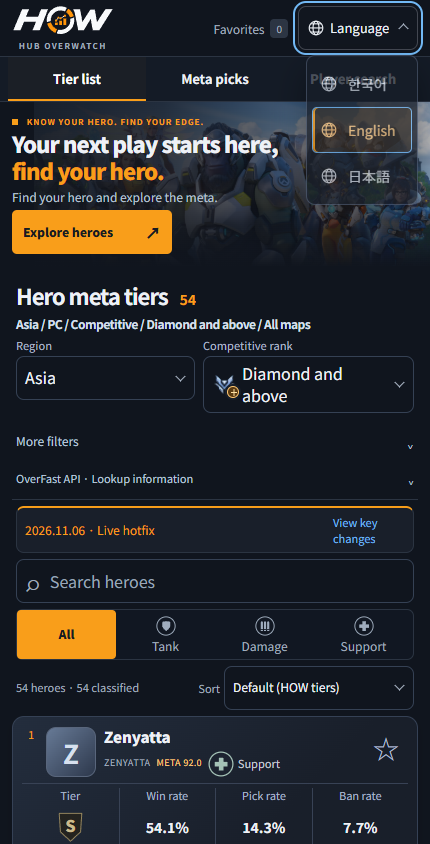 HOW
HUB OVERWATCH
Favorites 0
Language
한국어
English
日本語
Tier list
Meta picks
Player search
KNOW YOUR HERO. FIND YOUR EDGE.
Your next play starts here,
find your hero.
Find your hero and explore the meta.
Explore heroes ↗
Hero meta tiers 54
Asia / PC / Competitive / Diamond and above / All maps
Region
Competitive rank
Asia
Diamond and
above
More filters
OverFast API · Lookup information
2026.11.06 · Live hotfix
View key
changes
Search heroes
All
Tank
Damage
Support
54 heroes · 54 classified
Sort
Default (HOW tiers)
1
Z
Zenyatta
ZENYATTA META 92.0
Support
Tier
Win rate
Pick rate
Ban rate
S
54.1%
14.3%
7.7%